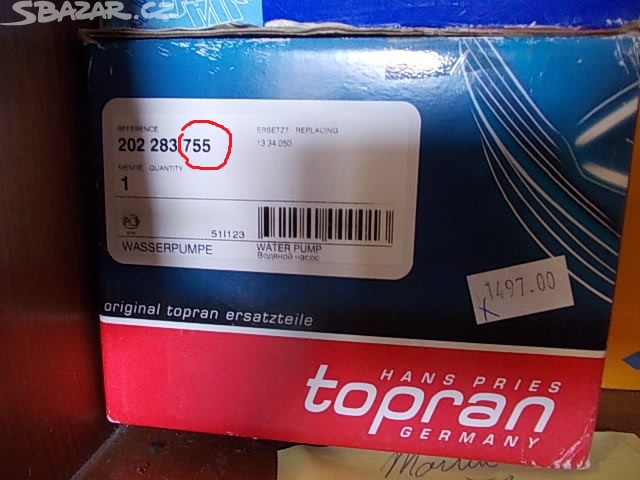 SBAZAR.CZ
REFERENCE
ERSETZT REPLACING
202 283 755
13 34 050
MENGE QUANTITY
1
51I123
WASSERPUMPE
WATER PUMP
Водяной насос
1497.00
X
original topran ersatzteile
HANS PRIES
topran
GERMANY